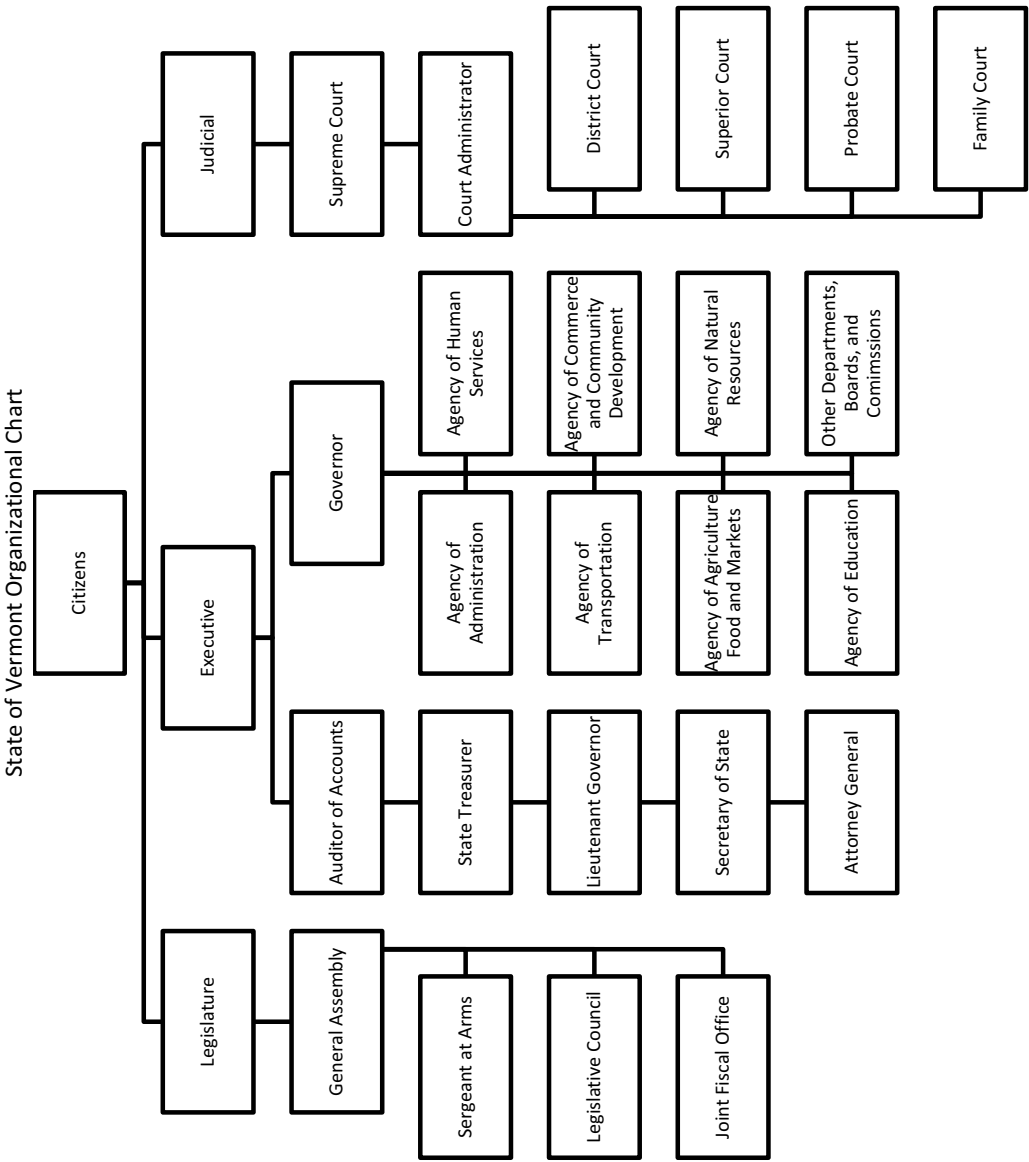 State of Vermont Organizational Chart
Citizens
Legislature
Executive
Judicial
General Assembly
Auditor of Accounts
Governor
Supreme Court
Sergeant at Arms
State Treasurer
Agency of
Administration
Agency of Human
Services
Court Administrator
Legislative Council
Lieutenant Governor
Agency of
Transportation
Agency of Commerce
and Community
Development
District Court
Joint Fiscal Office
Secretary of State
Agency of Agriculture
Food and Markets
Agency of Natural
Resources
Superior Court
Attorney General
Agency of Education
Other Departments,
Boards, and
Comimssions
Probate Court
Family Court